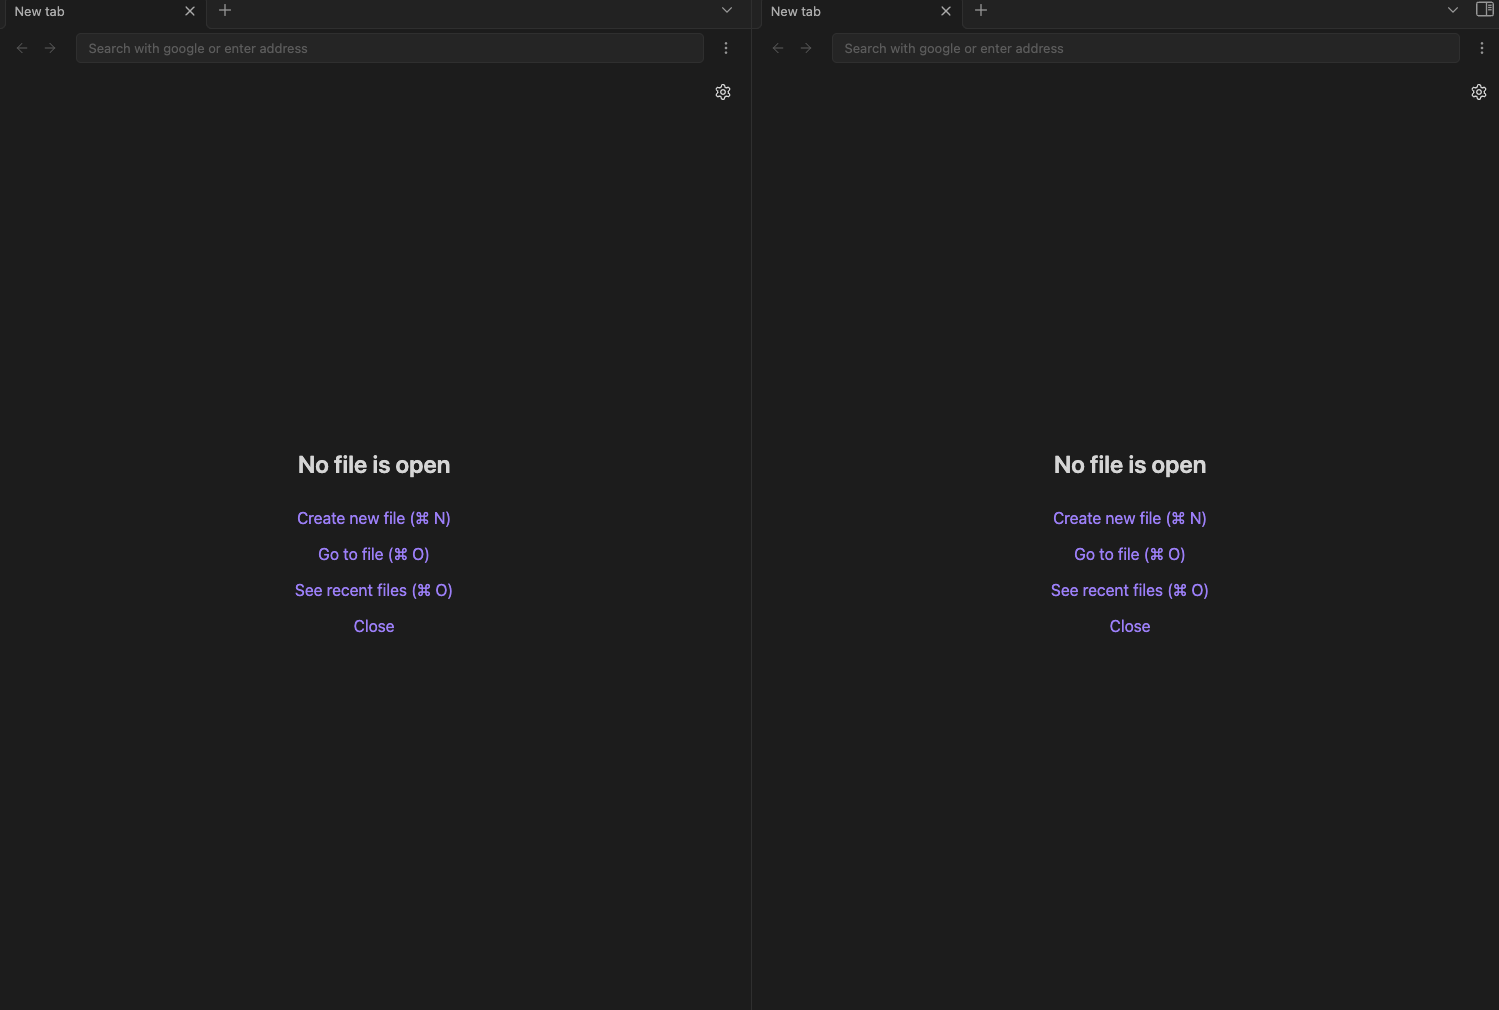 New tab
Search with google or enter address
No file is open
Create new file (⌘ N)
Go to file (⌘ O)
See recent files (⌘ O)
Close
New tab
Search with google or enter address
No file is open
Create new file (⌘ N)
Go to file (⌘ O)
See recent files (⌘ O)
Close